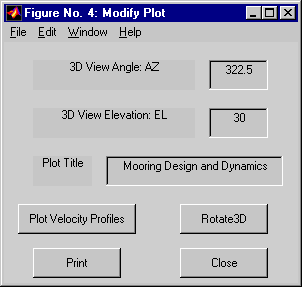 Figure No. 4: Modify Plot
File Edit Window Help
3D View Angle: AZ 322.5
3D View Elevation: EL 30
Plot Title Mooring Design and Dynamics
Plot Velocity Profiles Rotate3D
Print Close